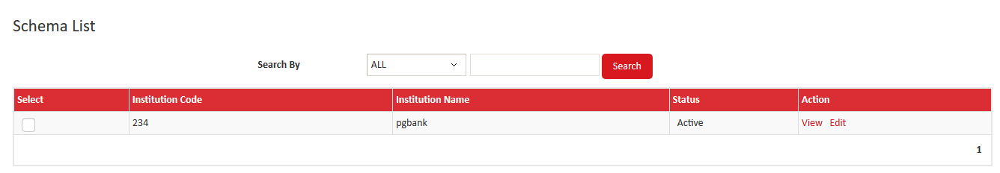 Schema List
Search By ALL Search
Select Institution Code Institution Name Status Action
234 pgbank Active View Edit
1